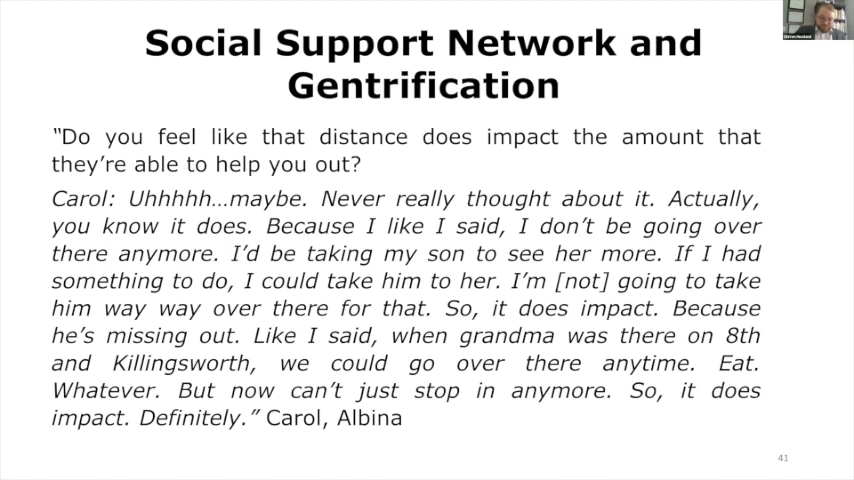 Social Support Network and
Gentrification
“Do you feel like that distance does impact the amount that
they’re able to help you out?
Carol: Uhhhhh…maybe. Never really thought about it. Actually,
you know it does. Because I like I said, I don’t be going over
there anymore. I’d be taking my son to see her more. If I had
something to do, I could take him to her. I’m [not] going to take
him way way over there for that. So, it does impact. Because
he’s missing out. Like I said, when grandma was there on 8th
and Killingsworth, we could go over there anytime. Eat.
Whatever. But now can’t just stop in anymore. So, it does
impact. Definitely.” Carol, Albina
41